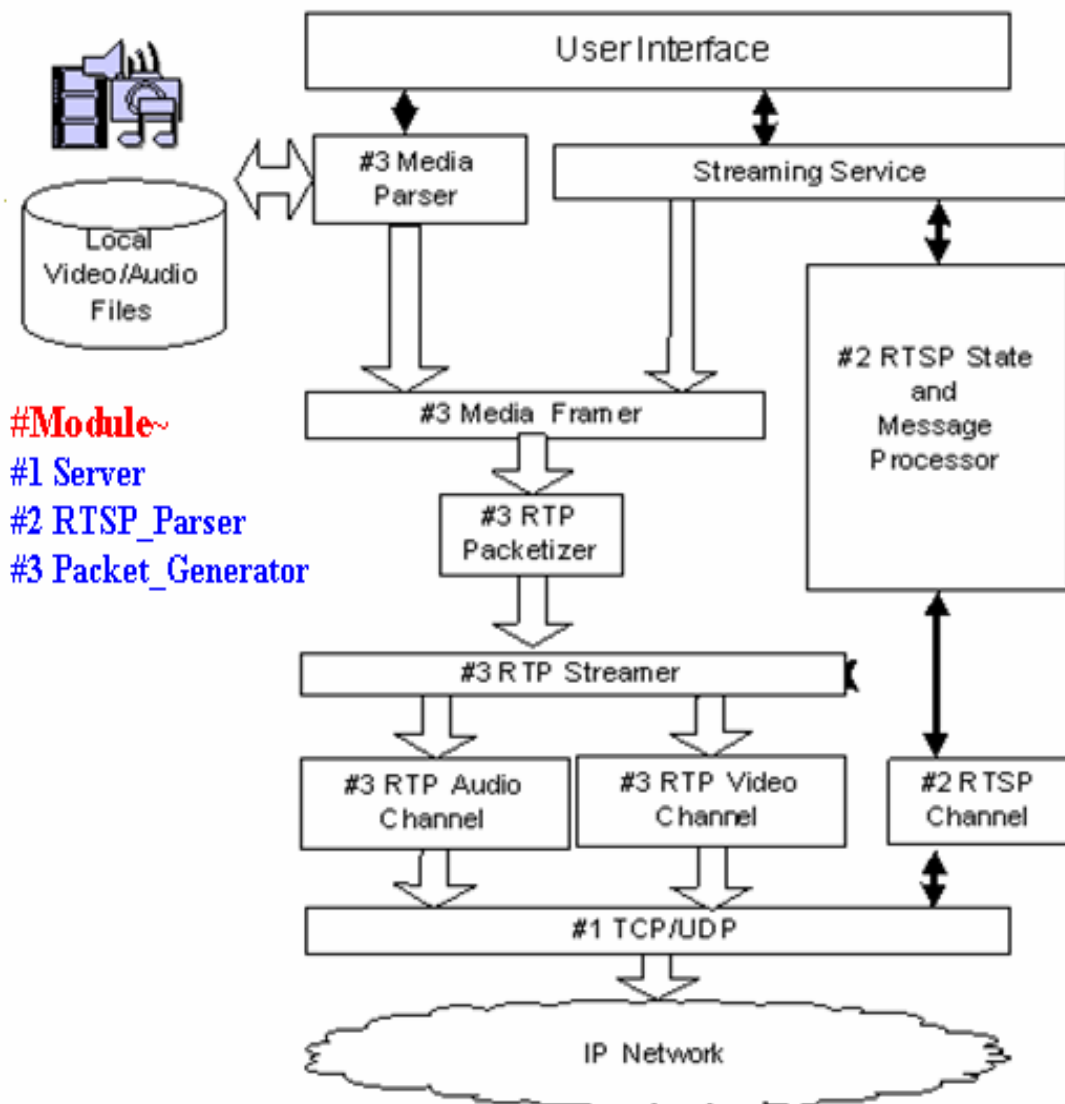 User Interface
#3 Media
Parser
Streaming Service
Local
Video/Audio
Files
#2 RTSP State
and
Message
Processor
#3 Media Framer
#Module~
#1 Server
#2 RTSP_Parser
#3 Packet_Generator
#3 RTP
Packetizer
#3 RTP Streamer
#3 RTP Audio
Channel
#3 RTP Video
Channel
#2 RTSP
Channel
#1 TCP/UDP
IP Network